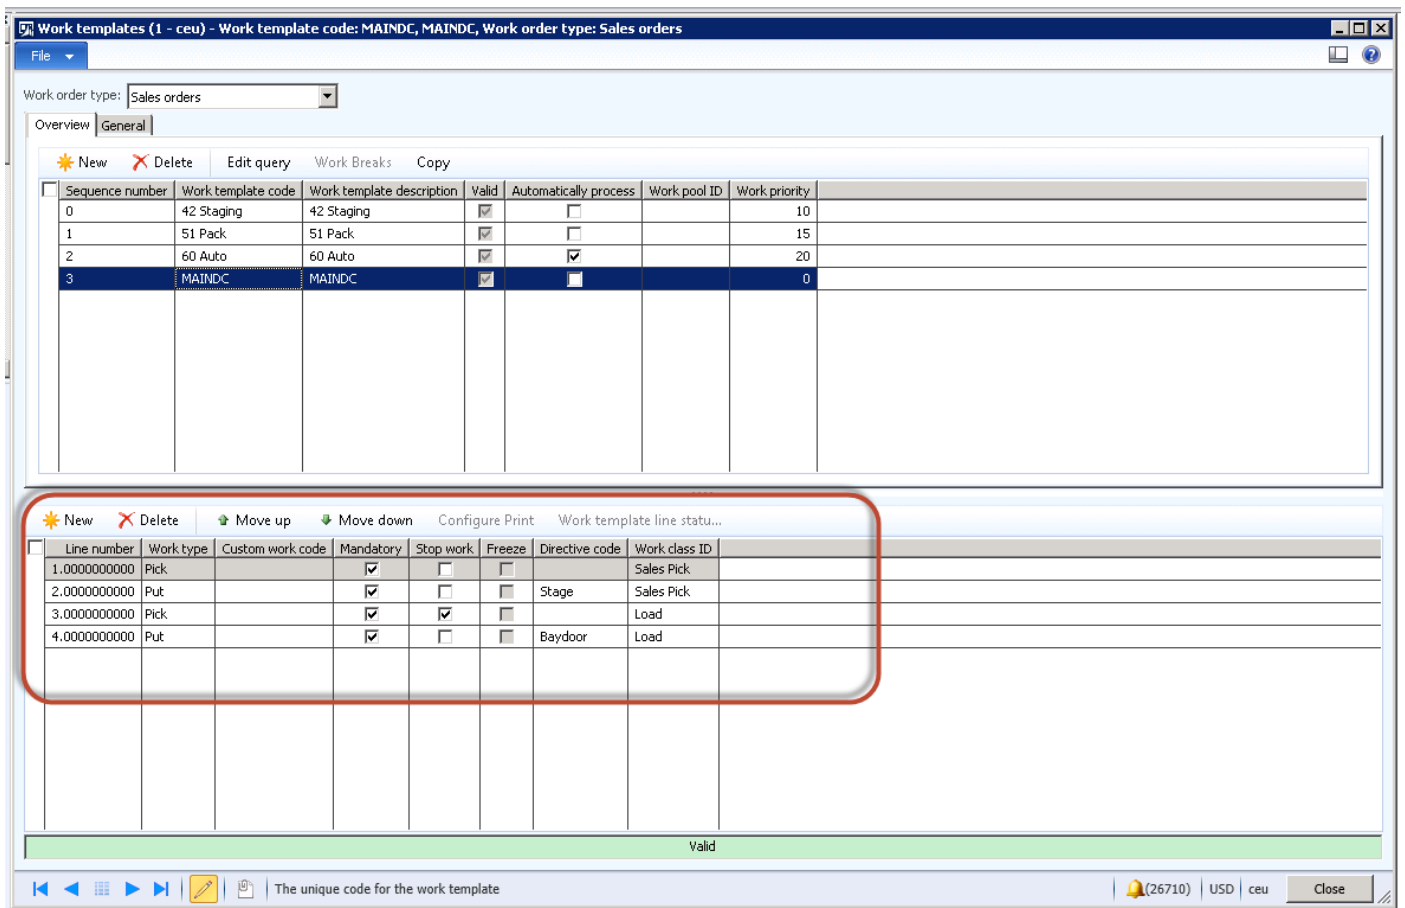 Work templates (1 - ceu) - Work template code: MAINDC, MAINDC, Work order type: Sales orders
File
Work order type: Sales orders
Overview General
New Delete Edit query Work Breaks Copy
Sequence number Work template code Work template description Valid Automatically process Work pool ID Work priority
0 42 Staging 42 Staging 10
1 51 Pack 51 Pack 15
2 60 Auto 60 Auto 20
3 MAINDC MAINDC 0
New Delete Move up Move down Configure Print Work template line statu...
Line number Work type Custom work code Mandatory Stop work Freeze Directive code Work class ID
1.0000000000 Pick Sales Pick
2.0000000000 Put Stage Sales Pick
3.0000000000 Pick Load
4.0000000000 Put Baydoor Load
Valid
The unique code for the work template (26710) USD ceu Close